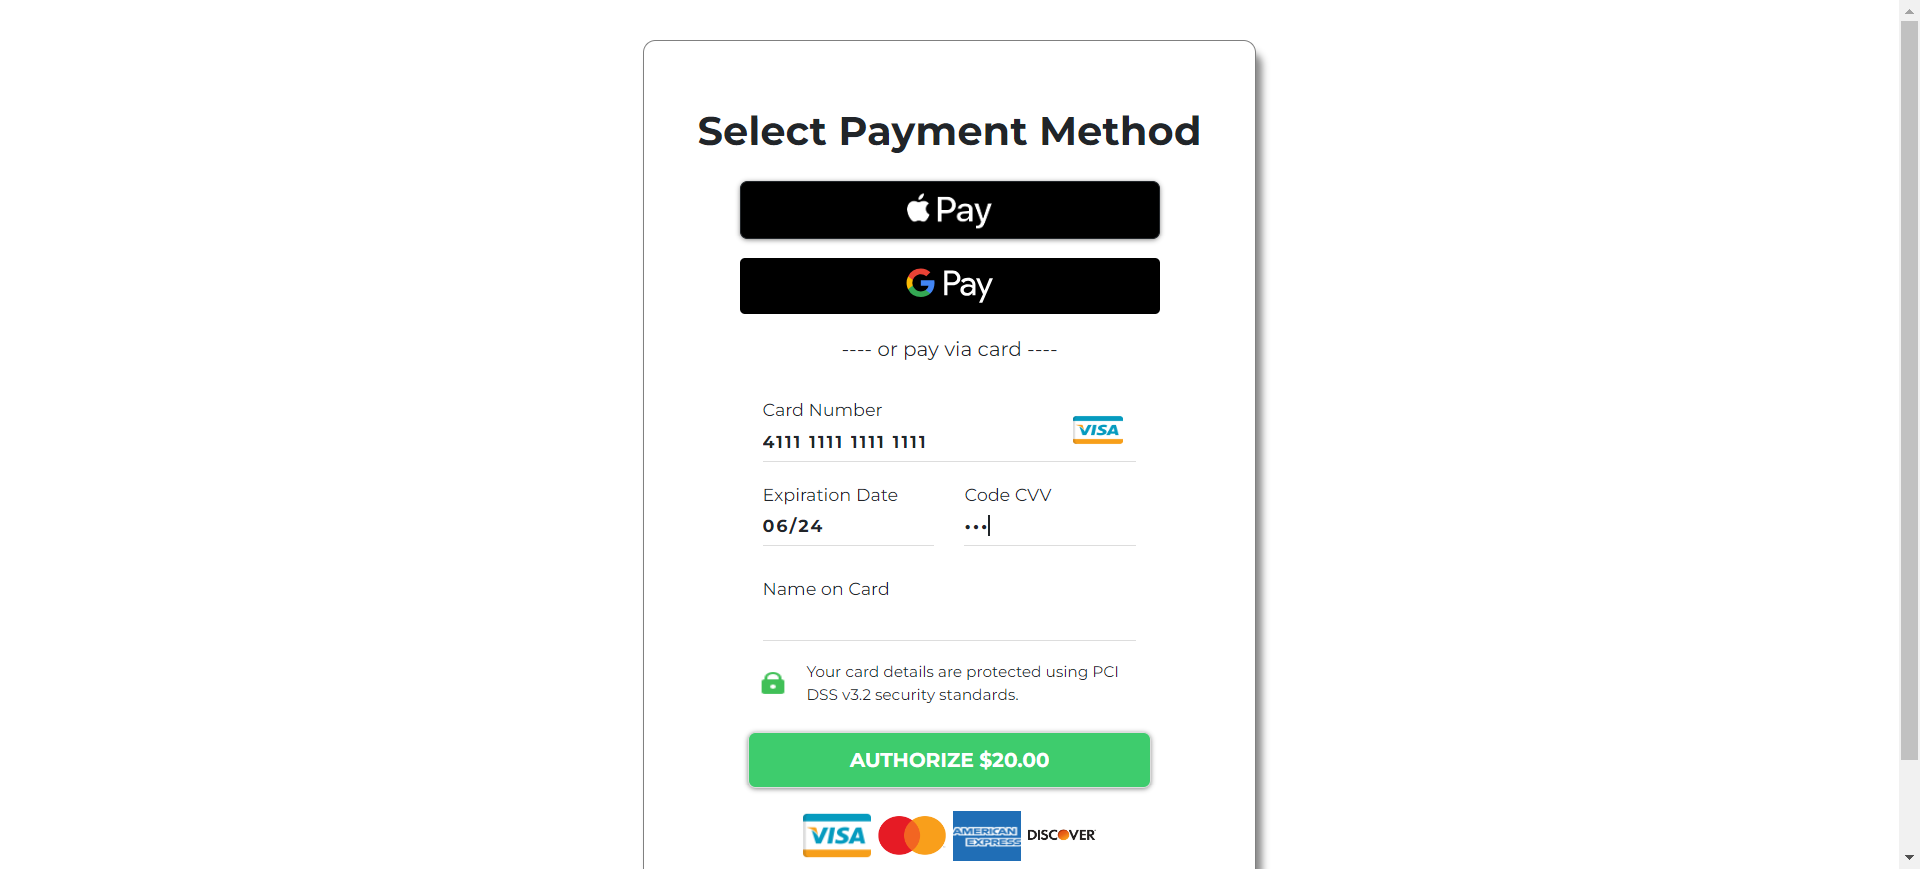 Select Payment Method
Pay
G Pay
---- or pay via card ----
Card Number
4111 1111 1111 1111
VISA
Expiration Date
Code CVV
06/24
•••
Name on Card
Your card details are protected using PCI
DSS v3.2 security standards.
AUTHORIZE $20.00
VISA
AMERICAN
EXPRESS
DISCOVER